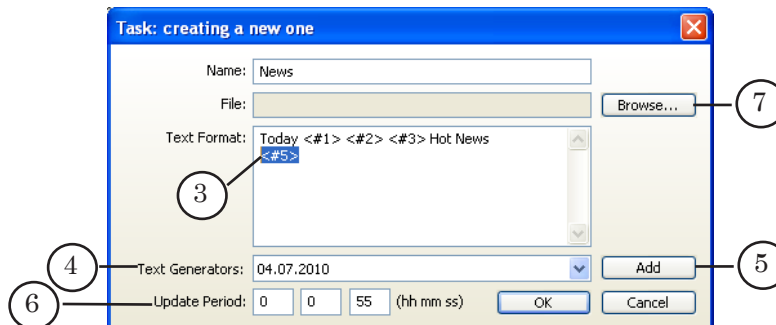 Task: creating a new one
Name: News
File: Browse... 7
Text Format: Today <#1> <#2> <#3> Hot News
<#5>
3
4 Text Generators: 04.07.2010 Add 5
6 Update Period: 0 0 55 (hh mm ss) OK Cancel